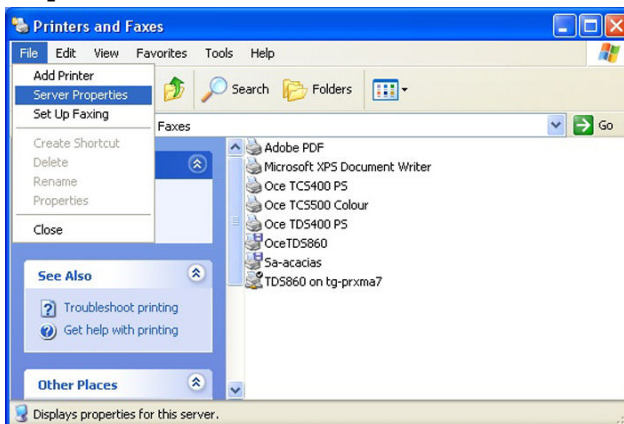 Printers and Faxes
File Edit View Favorites Tools Help
Add Printer
Server Properties
Set Up Faxing
Create Shortcut
Delete
Rename
Properties
Close
Search Folders
Faxes Go
Adobe PDF
Microsoft XPS Document Writer
Oce TCS400 PS
Oce TCS500 Colour
Oce TDS400 PS
OceTDS860
Sa-acacias
TDS860 on tg-prxma7
See Also
Troubleshoot printing
Get help with printing
Other Places
Displays properties for this server.